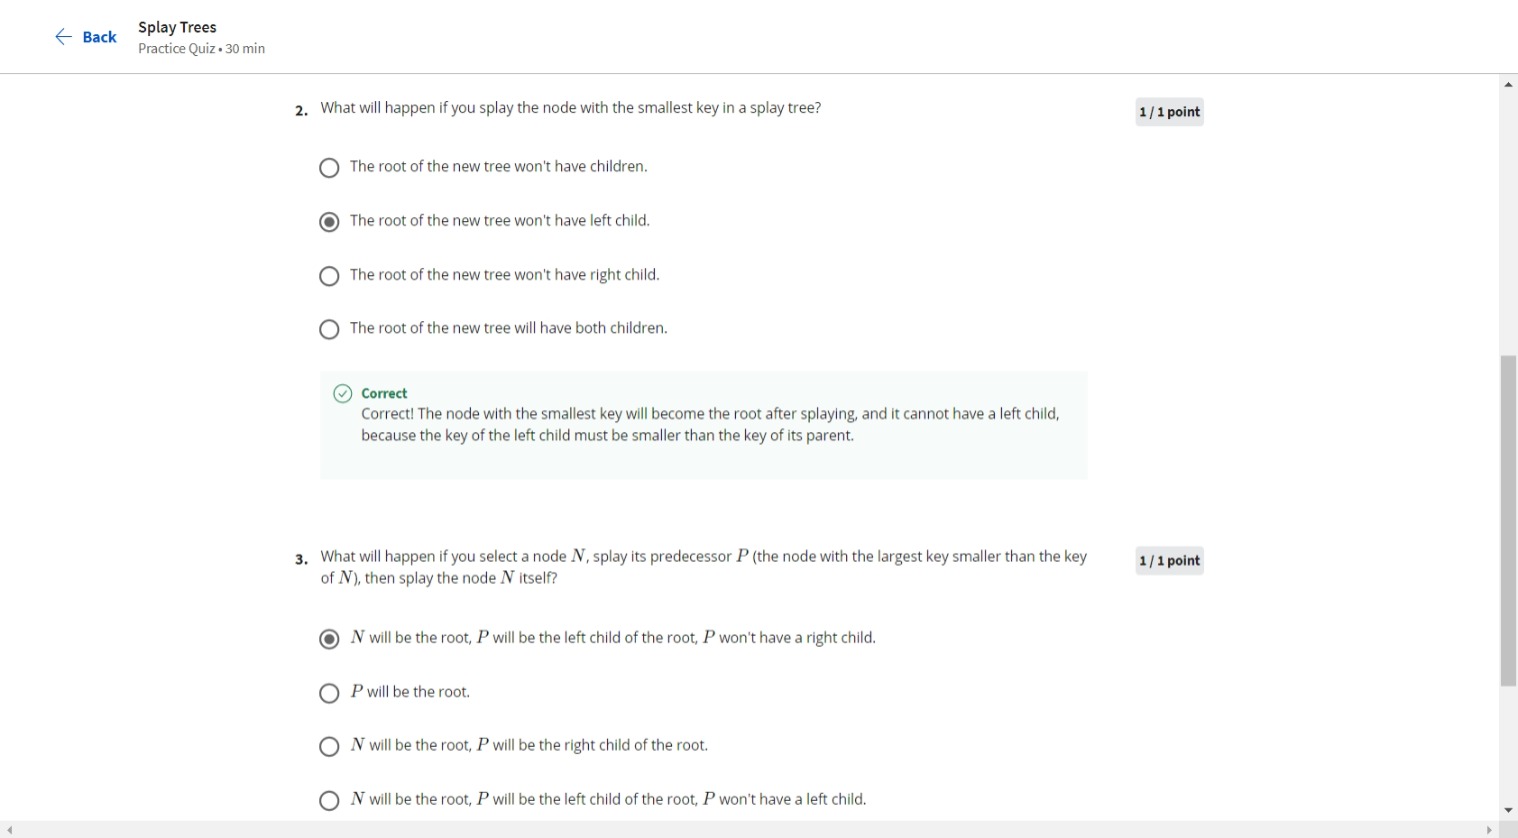 Back
Splay Trees
Practice Quiz • 30 min
2. What will happen if you splay the node with the smallest key in a splay tree?
1 / 1 point
The root of the new tree won't have children.
The root of the new tree won't have left child.
The root of the new tree won't have right child.
The root of the new tree will have both children.
Correct
Correct! The node with the smallest key will become the root after splaying, and it cannot have a left child,
because the key of the left child must be smaller than the key of its parent.
3. What will happen if you select a node N, splay its predecessor P (the node with the largest key smaller than the key
of N), then splay the node N itself?
1 / 1 point
N will be the root, P will be the left child of the root, P won't have a right child.
P will be the root.
N will be the root, P will be the right child of the root.
N will be the root, P will be the left child of the root, P won't have a left child.